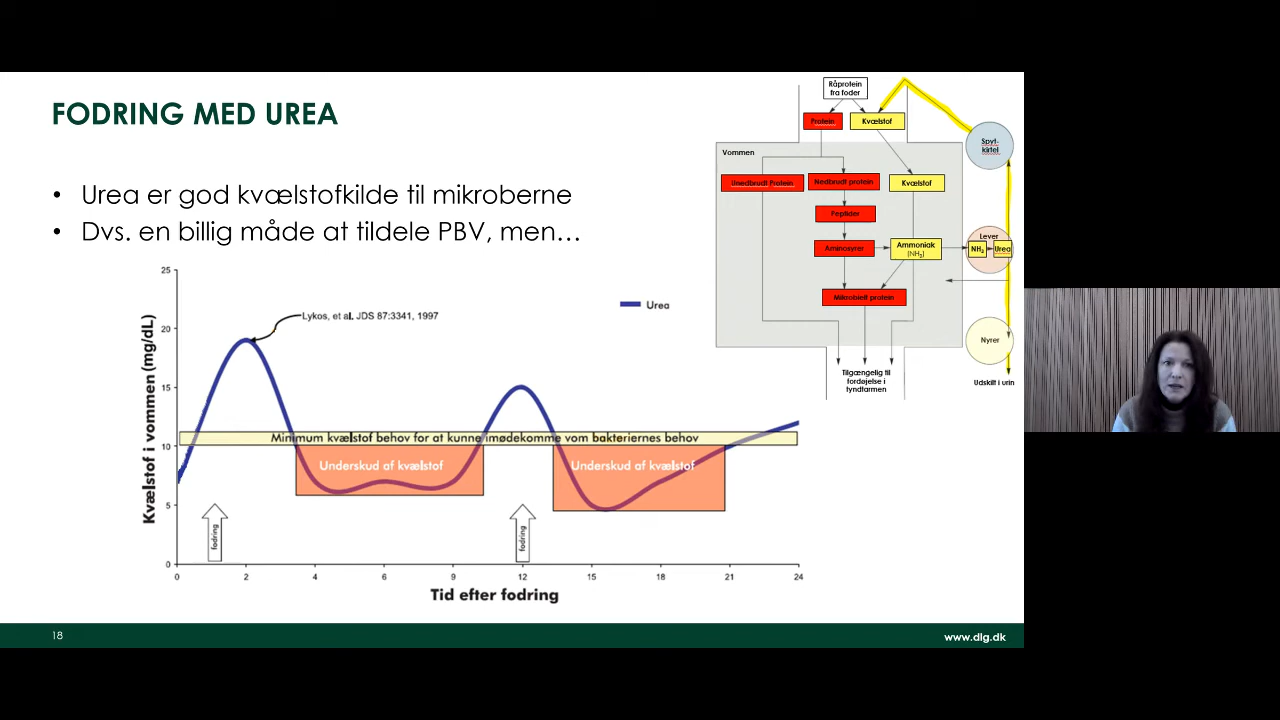 FODRING MED UREA
• Urea er god kvælstofkilde til mikroberne
• Dvs. en billig måde at tildele PBV, men…
Råprotein
fra foder
Protein
Kvælstof
Spyt-
kirtel
Vommen
Unedbrudt Protein
Nedbrudt protein
Kvælstof
Peptider
Lever
Aminosyrer
Ammoniak
(NH3)
NH3
Urea
Mikrobielt protein
Nyrer
Tilgængelig til
fordøjelse i
tyndtarmen
Udskilt i urin
Kvælstof i vommen (mg/dL)
25
20
15
10
5
0
Lykos, et al. JDS 87:3341, 1997
Urea
Minimum kvælstof behov for at kunne imødekomme vom bakteriernes behov
Underskud af kvælstof
Underskud af kvælstof
fodring
fodring
0 2 4 6 9 12 15 18 21 24
Tid efter fodring
18
www.dlg.dk